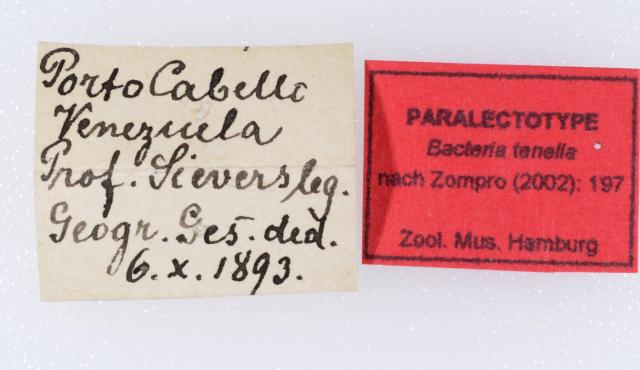 Porto Cabello
Venezuela
Prof. Sievers leg.
Geogr. Ges. ded.
6. X. 1893.
PARALECTOTYPE
Bacteria tenella
nach Zompro (2002): 197
Zool. Mus. Hamburg